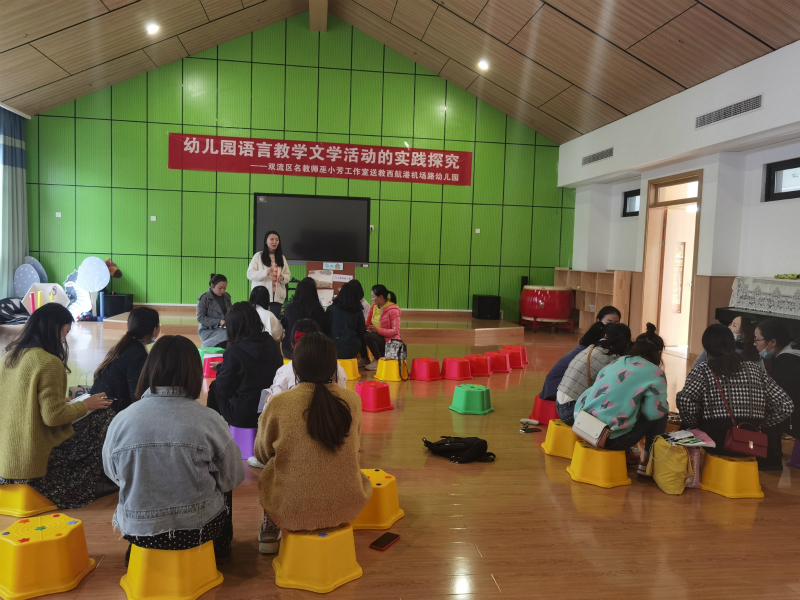 幼儿园语言教学文学活动的实践探究
——双流区名教师巫小芳工作室送教西航港机场路幼儿园